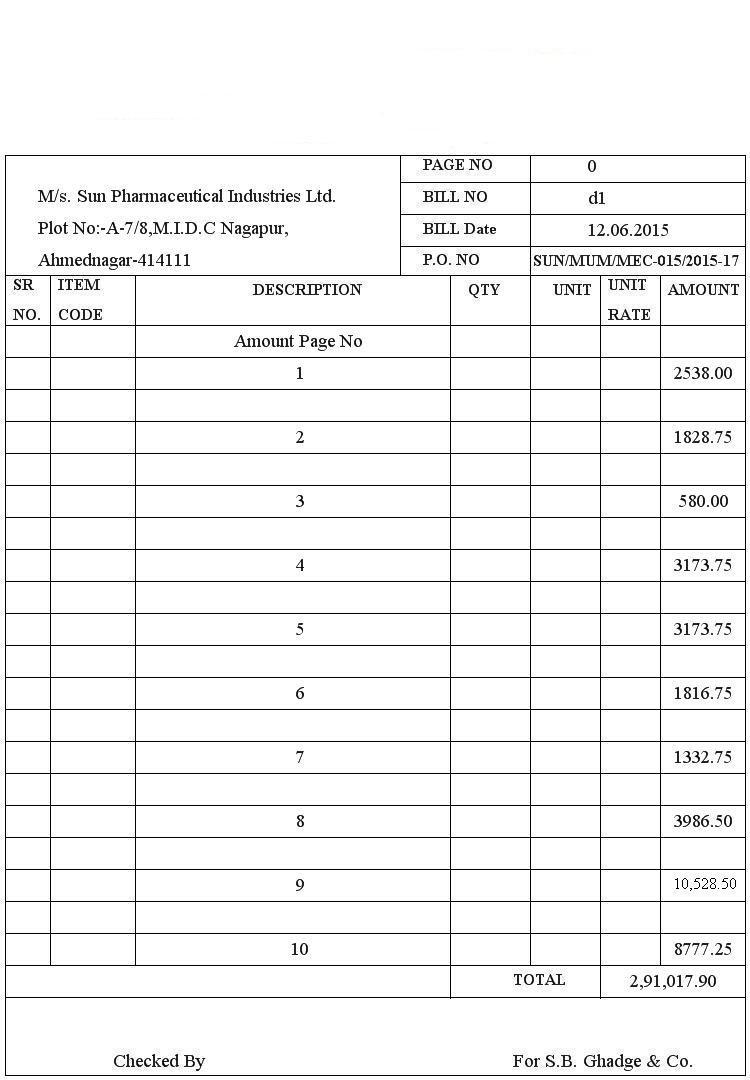 PAGE NO 0
M/s. Sun Pharmaceutical Industries Ltd.
BILL NO d1
Plot No:-A-7/8,M.I.D.C Nagapur,
BILL Date 12.06.2015
Ahmednagar-414111
P.O. NO SUN/MUM/MEC-015/2015-17
SR NO. ITEM CODE DESCRIPTION QTY UNIT UNIT RATE AMOUNT
Amount Page No
1 2538.00
2 1828.75
3 580.00
4 3173.75
5 3173.75
6 1816.75
7 1332.75
8 3986.50
9 10,528.50
10 8777.25
TOTAL 2,91,017.90
Checked By For S.B. Ghadge & Co.